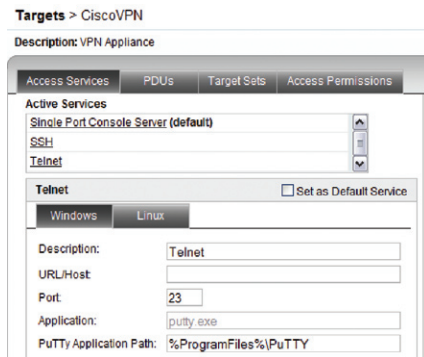 Targets > CiscoVPN
Description: VPN Appliance
Access Services PDUs Target Sets Access Permissions
Active Services
Single Port Console Server (default)
SSH
Telnet
Telnet Set as Default Service
Windows Linux
Description: Telnet
URL/Host:
Port: 23
Application: putty.exe
PuTTy Application Path: %ProgramFiles%\PuTTY